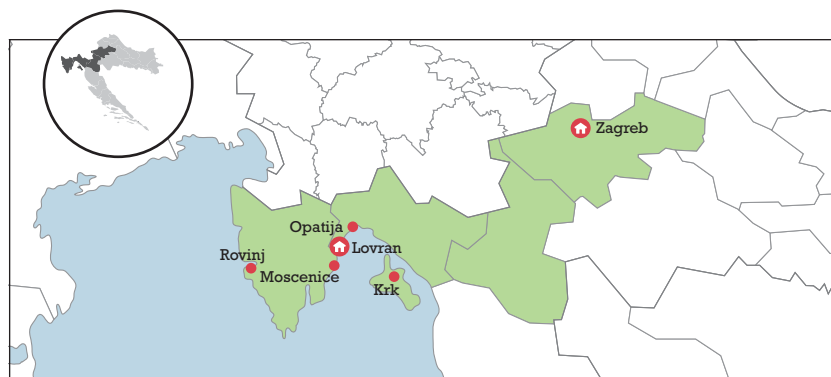 Zagreb
Opatija
Lovran
Rovinj
Moscenice
Krk